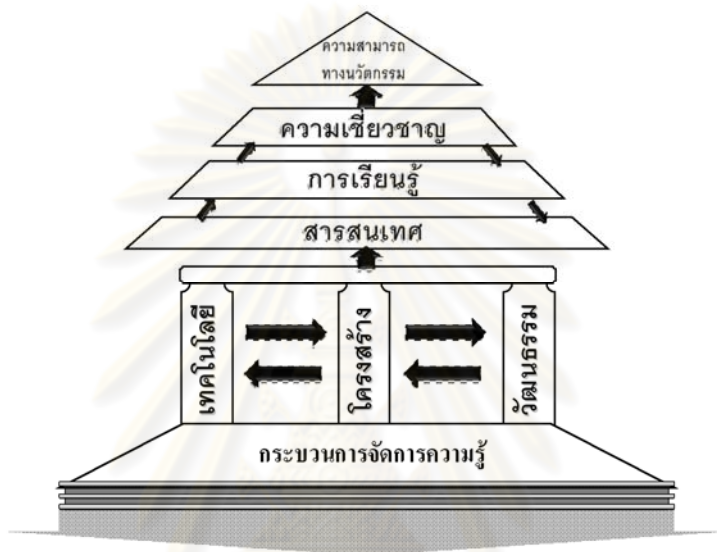 ความสามารถ
ทางนวัตกรรม
ความเชี่ยวชาญ
การเรียนรู้
สารสนเทศ
เทคโนโลยี
โครงสร้าง
วัฒนธรรม
กระบวนการจัดการความรู้